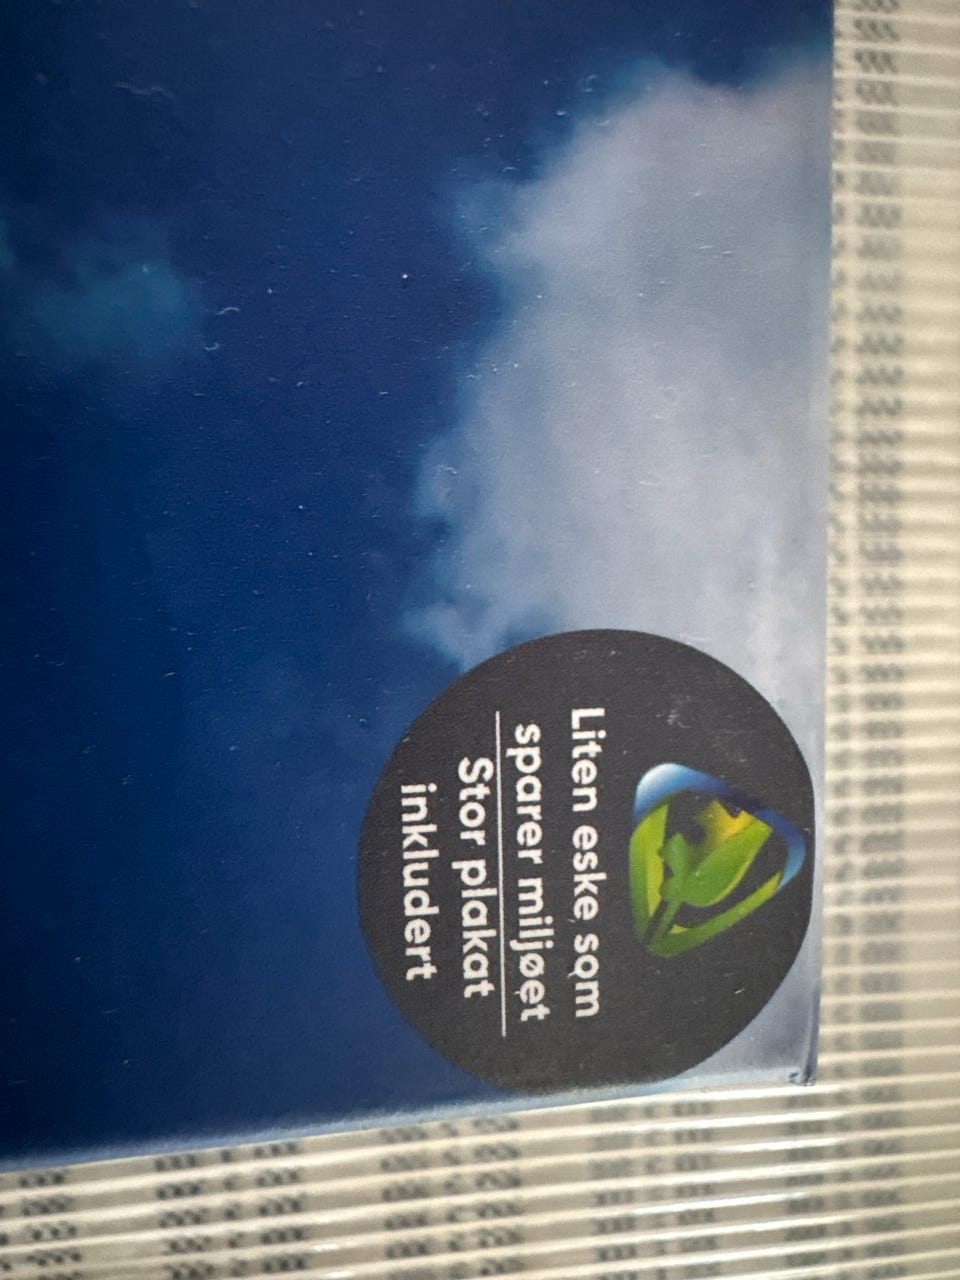 Liten eske som
sparer miljøet
Stor plakat
inkludert